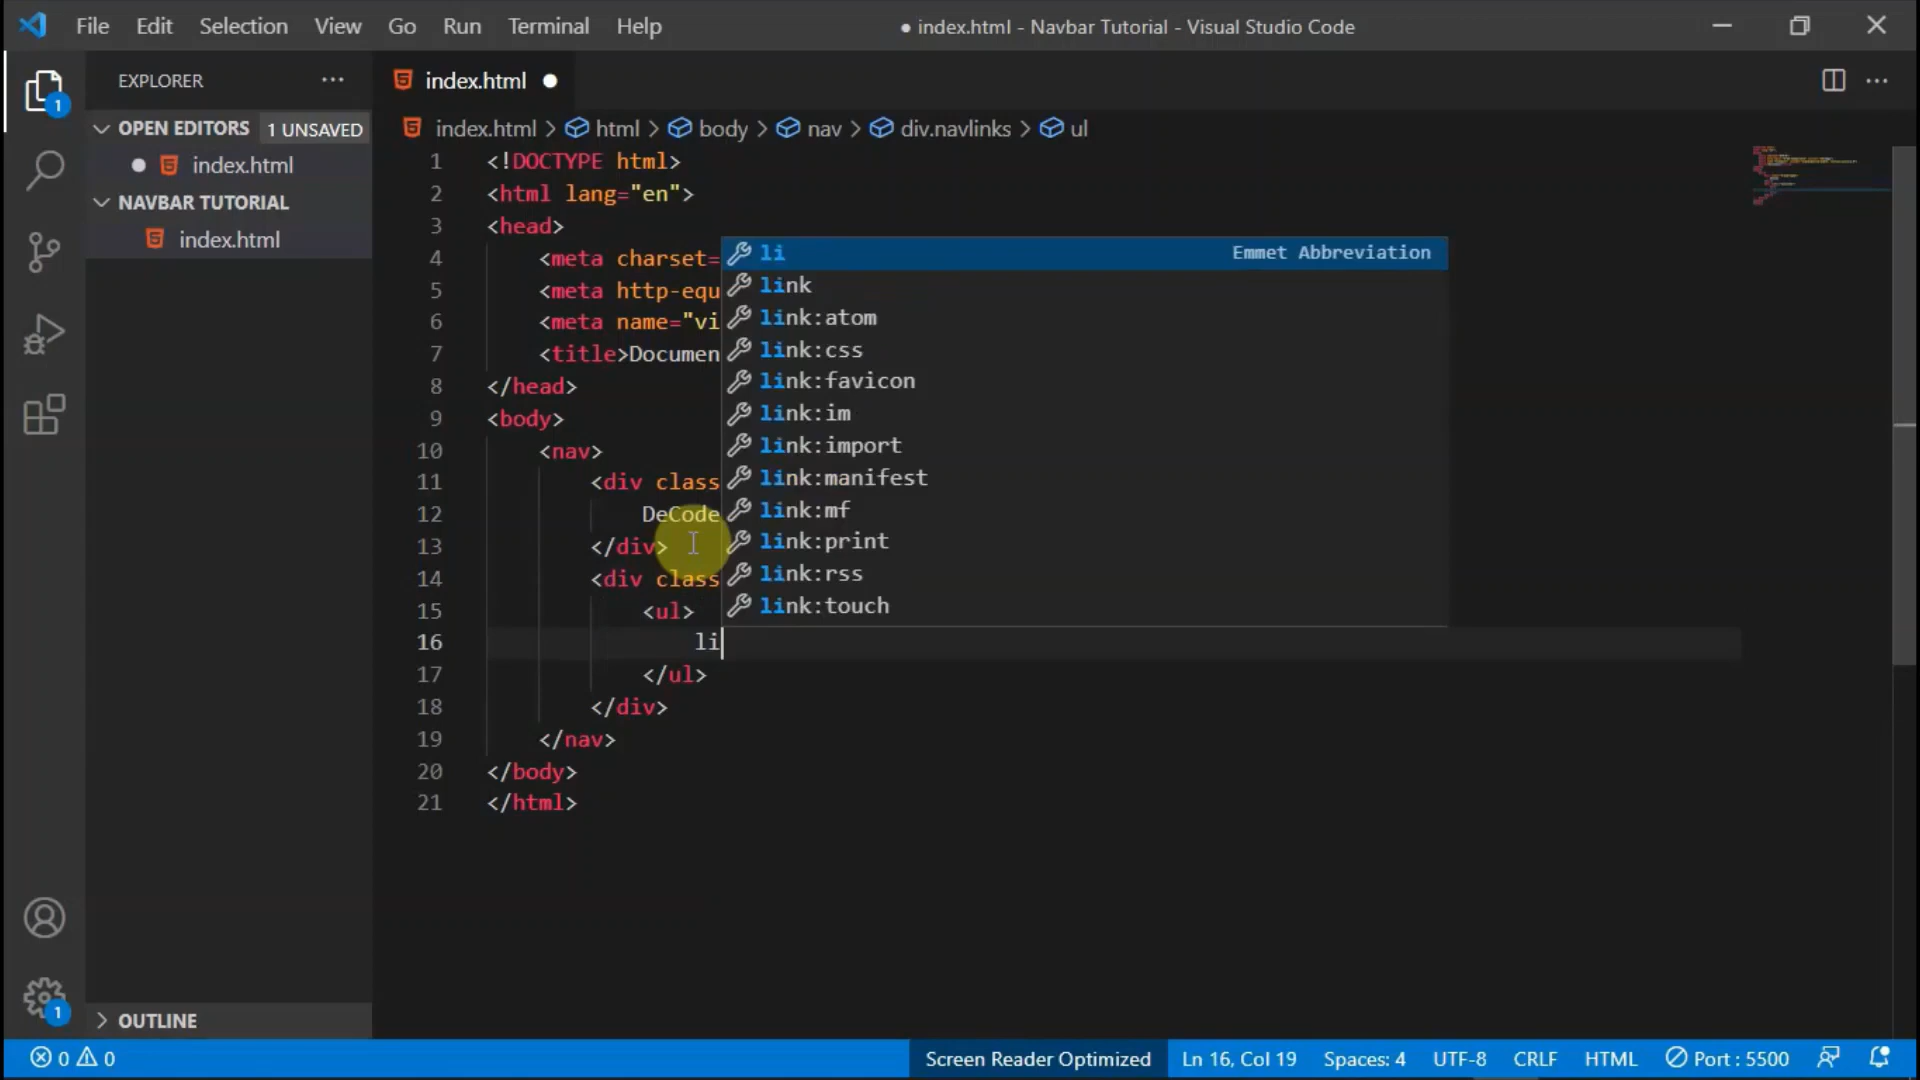 File Edit Selection View Go Run Terminal Help ● index.html - Navbar Tutorial - Visual Studio Code
EXPLORER
OPEN EDITORS 1 UNSAVED
index.html
NAVBAR TUTORIAL
index.html
OUTLINE
1
1
index.html
index.html > html > body > nav > div.navlinks > ul
1 <!DOCTYPE html>
2 <html lang="en">
3 <head>
4 <meta charset=
5 <meta http-equ
6 <meta name="vi
7 <title>Documen
8 </head>
9 <body>
10 <nav>
11 <div class
12 DeCode
13 </div>
14 <div class
15 <ul>
16 li
17 </ul>
18 </div>
19 </nav>
20 </body>
21 </html>
li Emmet Abbreviation
link
link:atom
link:css
link:favicon
link:im
link:import
link:manifest
link:mf
link:print
link:rss
link:touch
0 0 Screen Reader Optimized Ln 16, Col 19 Spaces: 4 UTF-8 CRLF HTML Port : 5500